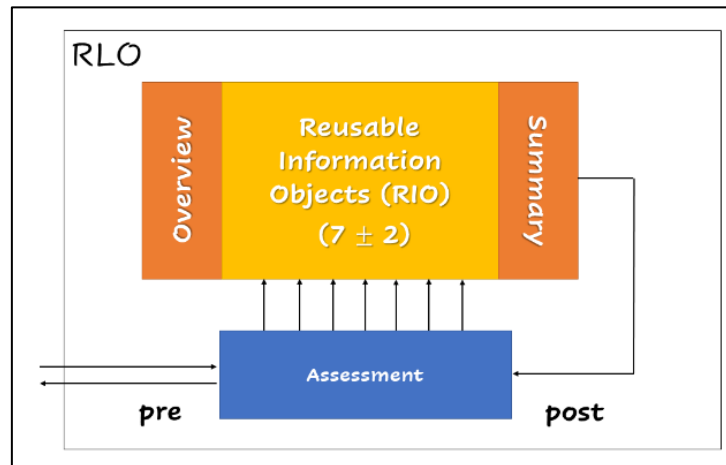 RLO
Overview
Reusable
Information
Objects (RIO)
(7 ± 2)
Summary
Assessment
pre
post